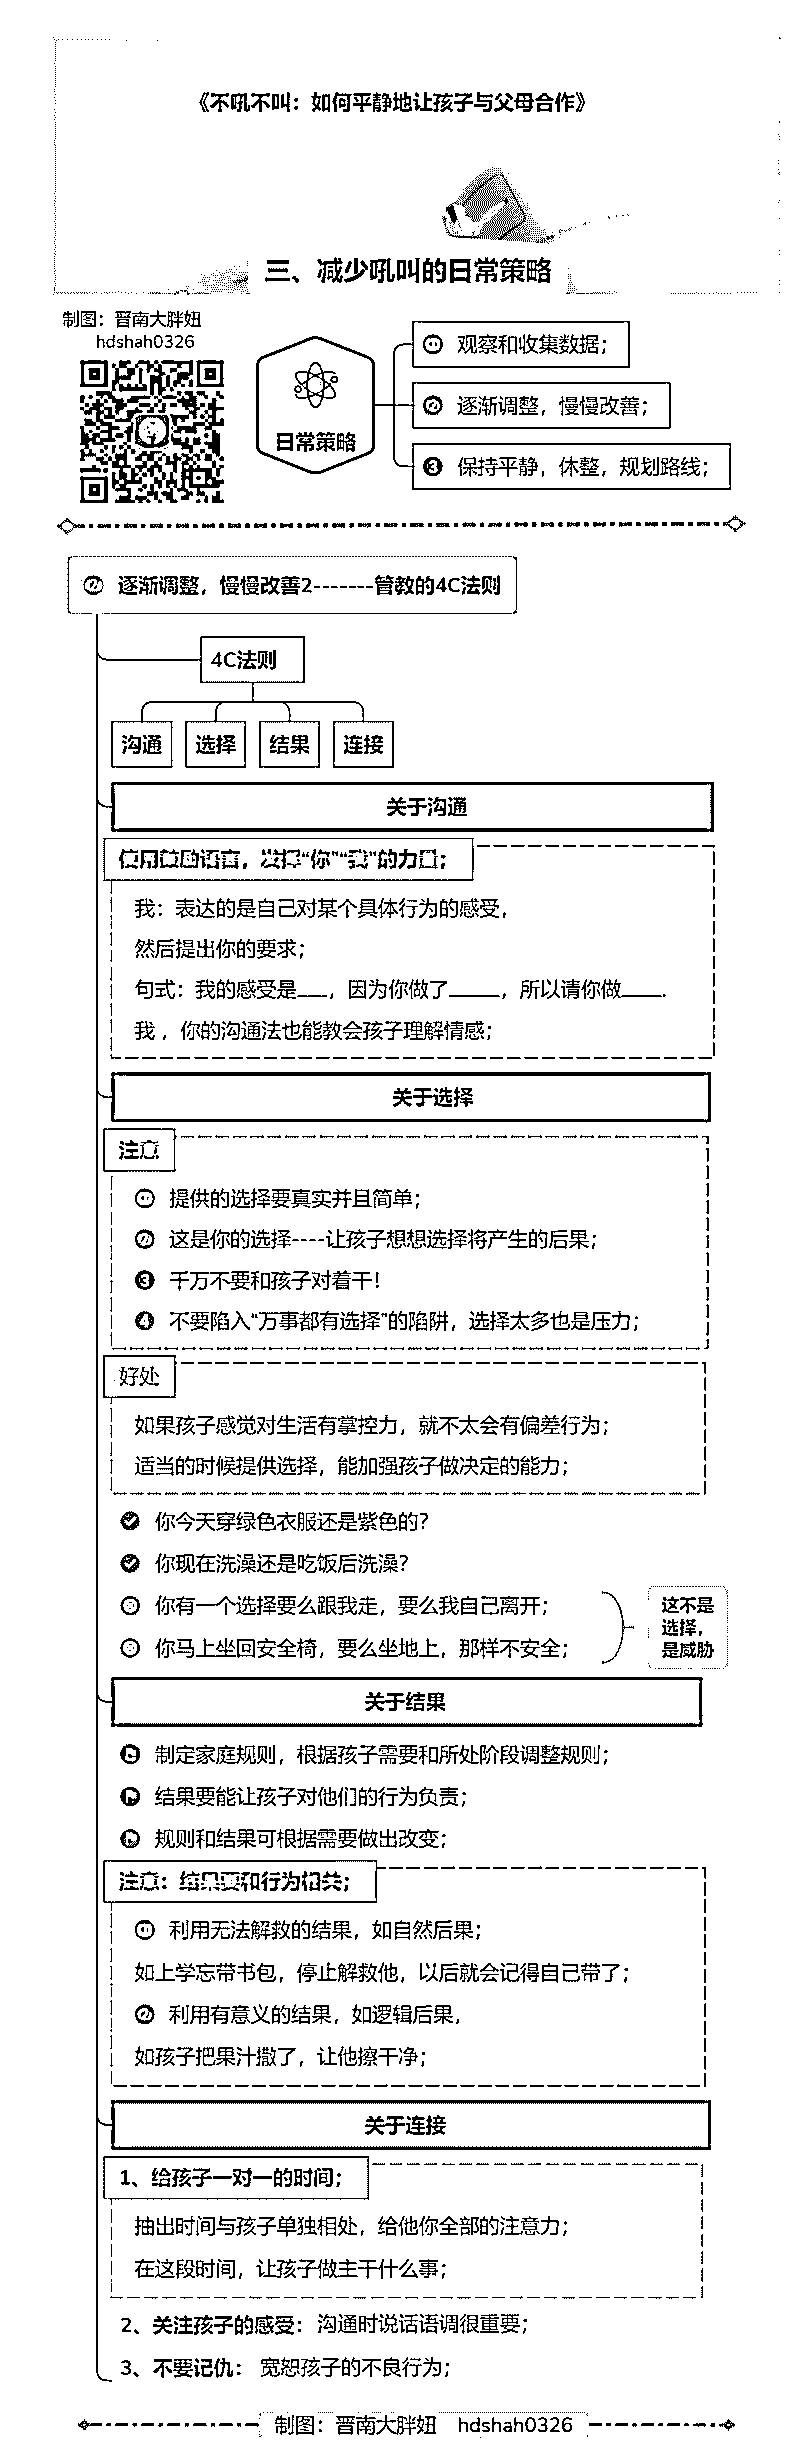 《不吼不叫：如何平静地让孩子与父母合作》
三、减少吼叫的日常策略
制图：晋南大胖妞
hdshah0326
日常策略
观察和收集数据；
逐渐调整，慢慢改善；
3 保持平静，休整，规划路线；
逐渐调整，慢慢改善2-------管教的4C法则
4C法则
沟通
选择
结果
连接
关于沟通
使用鼓励语言，发挥“你”“我”的力量；
我：表达的是自己对某个具体行为的感受，
然后提出你的要求；
句式：我的感受是___，因为你做了_____，所以请你做____.
我 ，你的沟通法也能教会孩子理解情感；
关于选择
注意
提供的选择要真实并且简单；
这是你的选择----让孩子想想选择将产生的后果；
3 千万不要和孩子对着干！
4 不要陷入“万事都有选择”的陷阱，选择太多也是压力；
好处
如果孩子感觉对生活有掌控力，就不太会有偏差行为；
适当的时候提供选择，能加强孩子做决定的能力；
你今天穿绿色衣服还是紫色的？
你现在洗澡还是吃饭后洗澡？
你有一个选择要么跟我走，要么我自己离开；
你马上坐回安全椅，要么坐地上，那样不安全；
这不是
选择，
是威胁
关于结果
制定家庭规则，根据孩子需要和所处阶段调整规则；
结果要能让孩子对他们的行为负责；
规则和结果可根据需要做出改变；
注意：结果要和行为相关；
利用无法解救的结果，如自然后果；
如上学忘带书包，停止解救他，以后就会记得自己带了；
利用有意义的结果，如逻辑后果，
如孩子把果汁撒了，让他擦干净；
关于连接
1、给孩子一对一的时间；
抽出时间与孩子单独相处，给他你全部的注意力；
在这段时间，让孩子做主干什么事；
2、关注孩子的感受：沟通时说话语调很重要；
3、不要记仇：宽恕孩子的不良行为；
制图：晋南大胖妞 hdshah0326